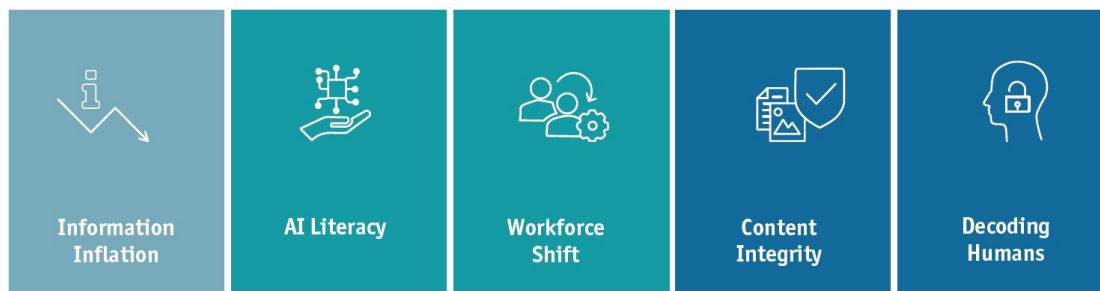 i
Information
Inflation
AI Literacy
Workforce
Shift
Content
Integrity
Decoding
Humans